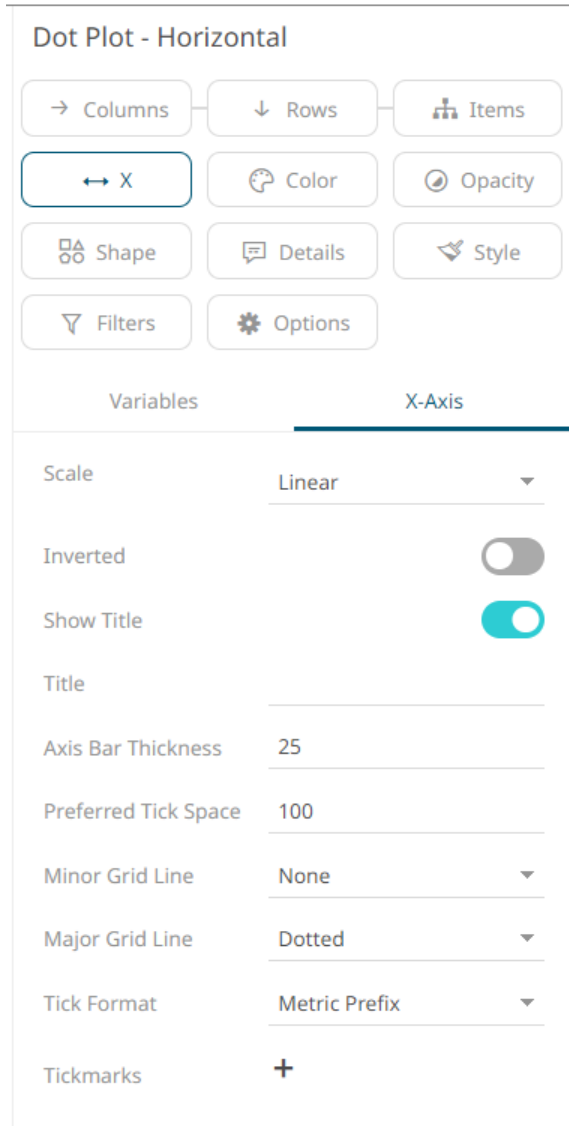 Dot Plot - Horizontal
Columns Rows Items
X Color Opacity
Shape Details Style
Filters Options
Variables X-Axis
Scale Linear
Inverted
Show Title
Title
Axis Bar Thickness 25
Preferred Tick Space 100
Minor Grid Line None
Major Grid Line Dotted
Tick Format Metric Prefix
Tickmarks +